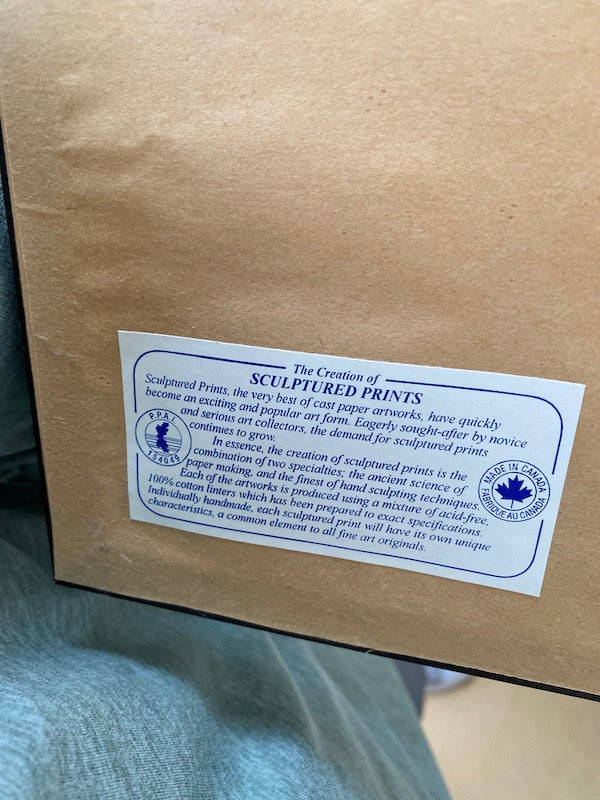 The Creation of
SCULPTURED PRINTS
Sculptured Prints, the very best of cast paper artworks, have quickly
become an exciting and popular art form. Eagerly sought-after by novice
and serious art collectors, the demand for sculptured prints
continues to grow.
In essence, the creation of sculptured prints is the
combination of two specialties; the ancient science of
paper making, and the finest of hand sculpting techniques.
Each of the artworks is produced using a mixture of acid-free,
100% cotton linters which has been prepared to exact specifications.
Individually handmade, each sculptured print will have its own unique
characteristics, a common element to all fine art originals.
P.P.A.I.
154049
MADE IN CANADA
FABRIQUE AU CANADA